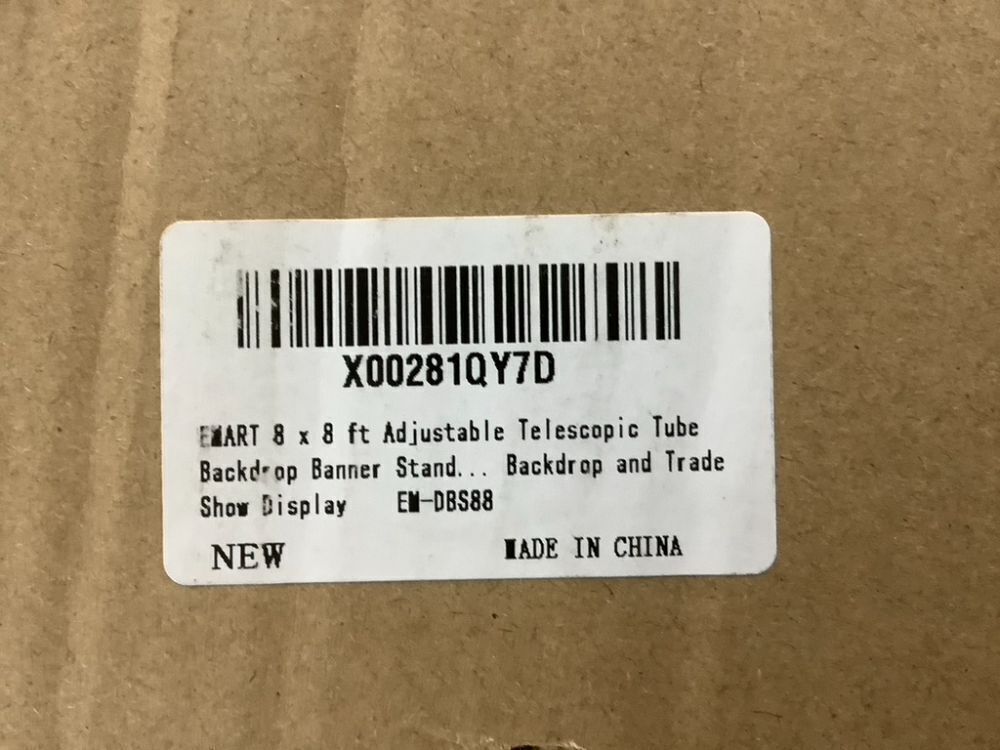 X00281QY7D
EMART 8 x 8 ft Adjustable Telescopic Tube
Backdrop Banner Stand... Backdrop and Trade
Show Display EM-DBS88
NEW
MADE IN CHINA